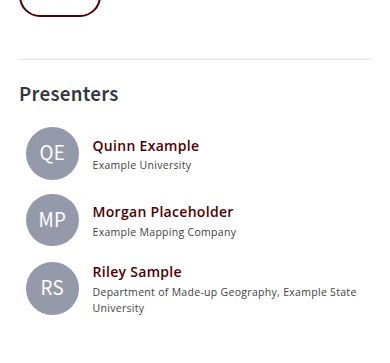 Presenters
QE
Quinn Example
Example University
MP
Morgan Placeholder
Example Mapping Company
RS
Riley Sample
Department of Made-up Geography, Example State
University